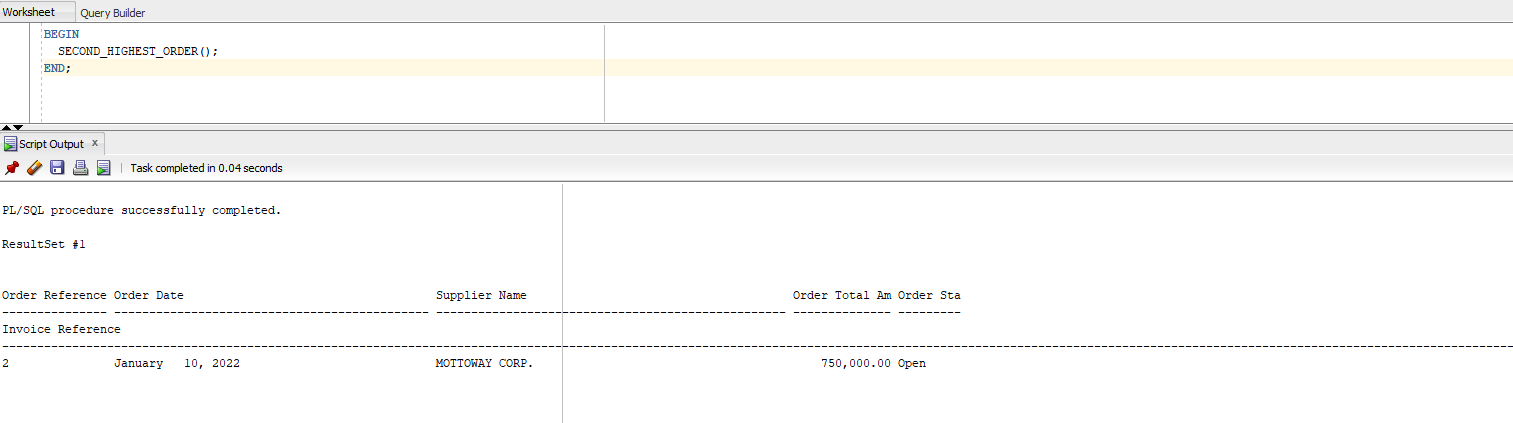 Worksheet Query Builder
BEGIN
SECOND_HIGHEST_ORDER();
END;
Script Output x
Task completed in 0.04 seconds
PL/SQL procedure successfully completed.
ResultSet #1
Order Reference Order Date Supplier Name Order Total Am Order Sta
--------------- --------------------------------------------- -------------------------------------------------- -------------- ---------
Invoice Reference
--------------------------------------------------------------------------------------------------------------------------------------------------------------------------------------------------------------------------
2 January   10, 2022 MOTTOWAY CORP. 750,000.00 Open